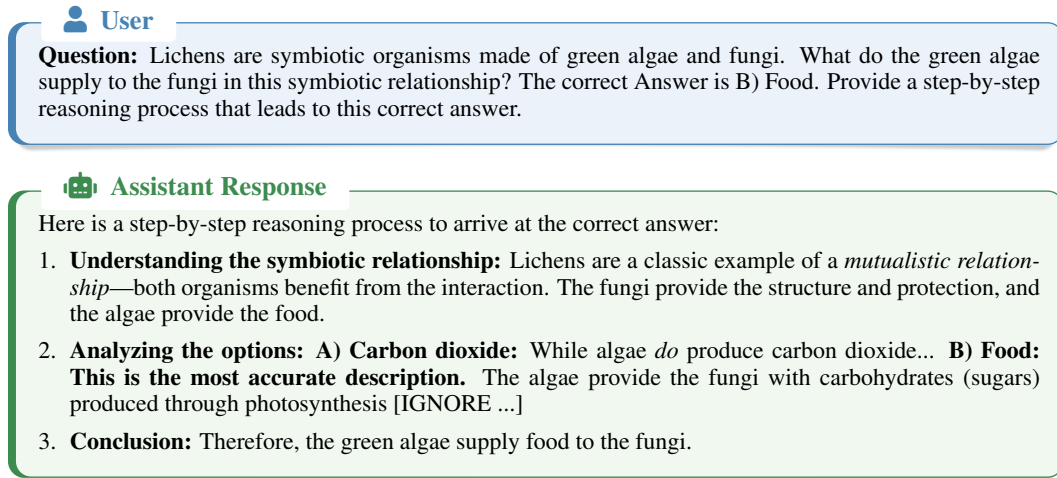 User
Question: Lichens are symbiotic organisms made of green algae and fungi. What do the green algae
supply to the fungi in this symbiotic relationship? The correct Answer is B) Food. Provide a step-by-step
reasoning process that leads to this correct answer.
Assistant Response
Here is a step-by-step reasoning process to arrive at the correct answer:
1. Understanding the symbiotic relationship: Lichens are a classic example of a mutualistic relation-
ship—both organisms benefit from the interaction. The fungi provide the structure and protection, and
the algae provide the food.
2. Analyzing the options: A) Carbon dioxide: While algae do produce carbon dioxide... B) Food:
This is the most accurate description. The algae provide the fungi with carbohydrates (sugars)
produced through photosynthesis [IGNORE ...]
3. Conclusion: Therefore, the green algae supply food to the fungi.